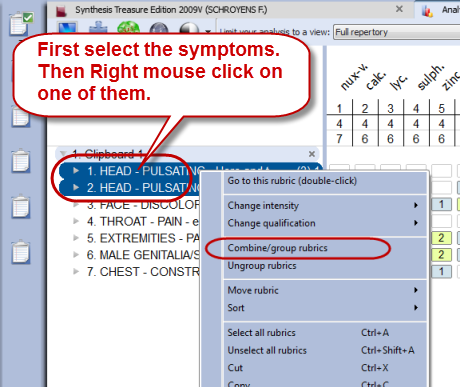 Synthesis Treasure Edition 2009V (SCHROYENS F.)
Anal
First select the symptoms.
Then Right mouse click on
one of them.
Limit your analysis to a view: Full repertory
nux-v. calc. lyc. sulph. zinc
1 2 3 4 5
4 4 4 4 4
7 6 6 6 6
1. Clipboard 1
1. HEAD - PULSATING
2. HEAD - PULSATING
3. FACE - DISCOLOR
4. THROAT - PAIN - e
5. EXTREMITIES - PA
6. MALE GENITALIA/S
7. CHEST - CONSTR
Go to this rubric (double-click)
Change intensity
Change qualification
Combine/group rubrics
Ungroup rubrics
Move rubric
Sort
Select all rubrics Ctrl+A
Unselect all rubrics Ctrl+Shift+A
Cut Ctrl+X
Copy Ctrl+C
1
2
2
1